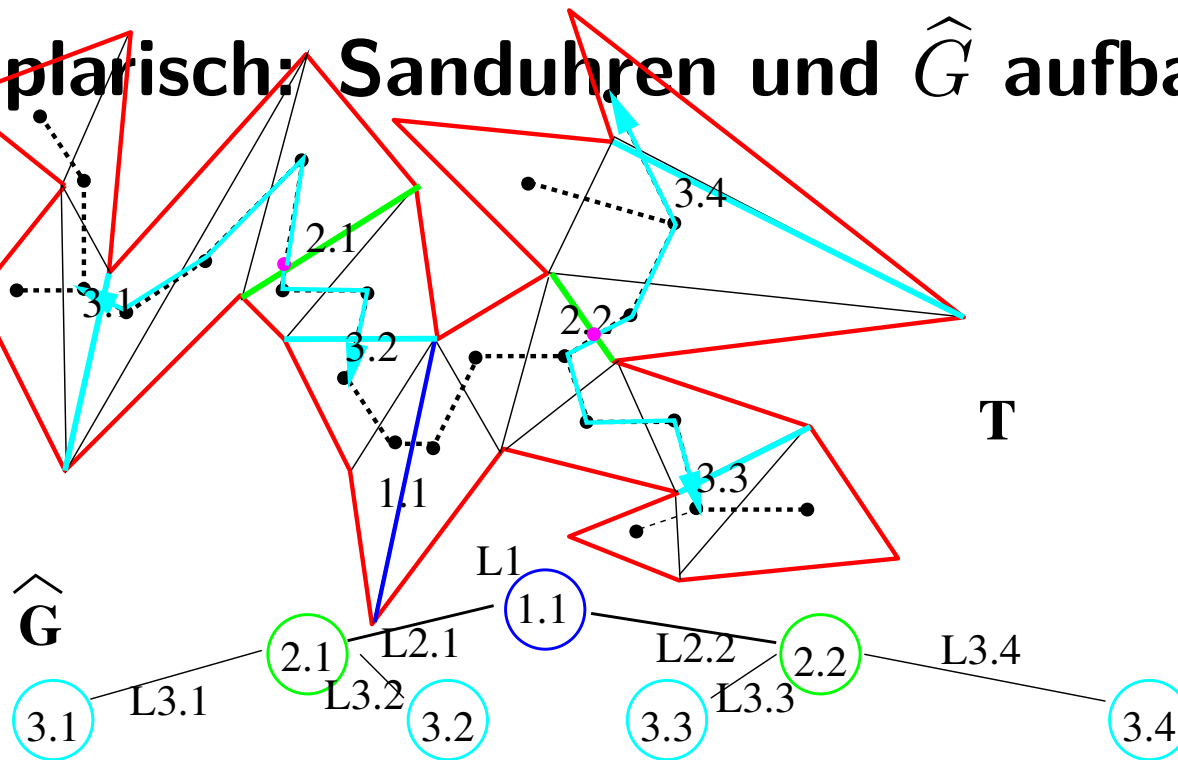 plarisch: Sanduhren und Ĝ aufba
3.4
2.1
3.1
2.2
3.2
T
3.3
1.1
L1
Ĝ
1.1
L2.1
L2.2
L3.4
2.1
2.2
L3.1
L3.2
L3.3
3.1
3.2
3.3
3.4